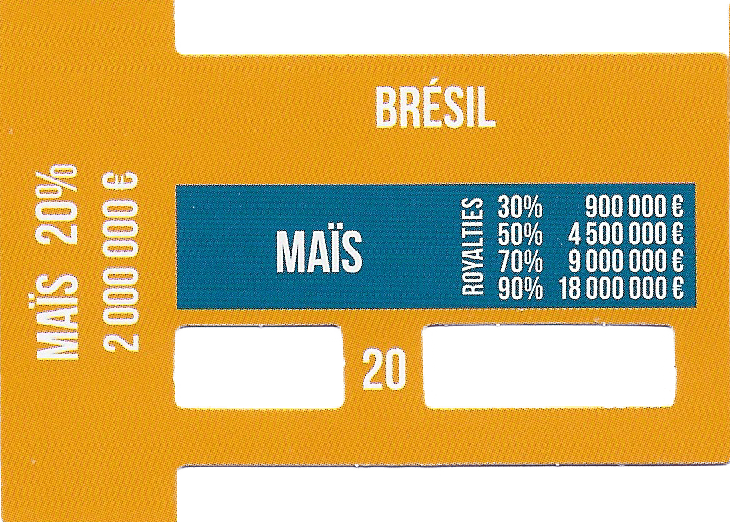 BRÉSIL
MAÏS 20%
2 000 000 €
MAÏS
ROYALTIES
30% 900 000 €
50% 4 500 000 €
70% 9 000 000 €
90% 18 000 000 €
20